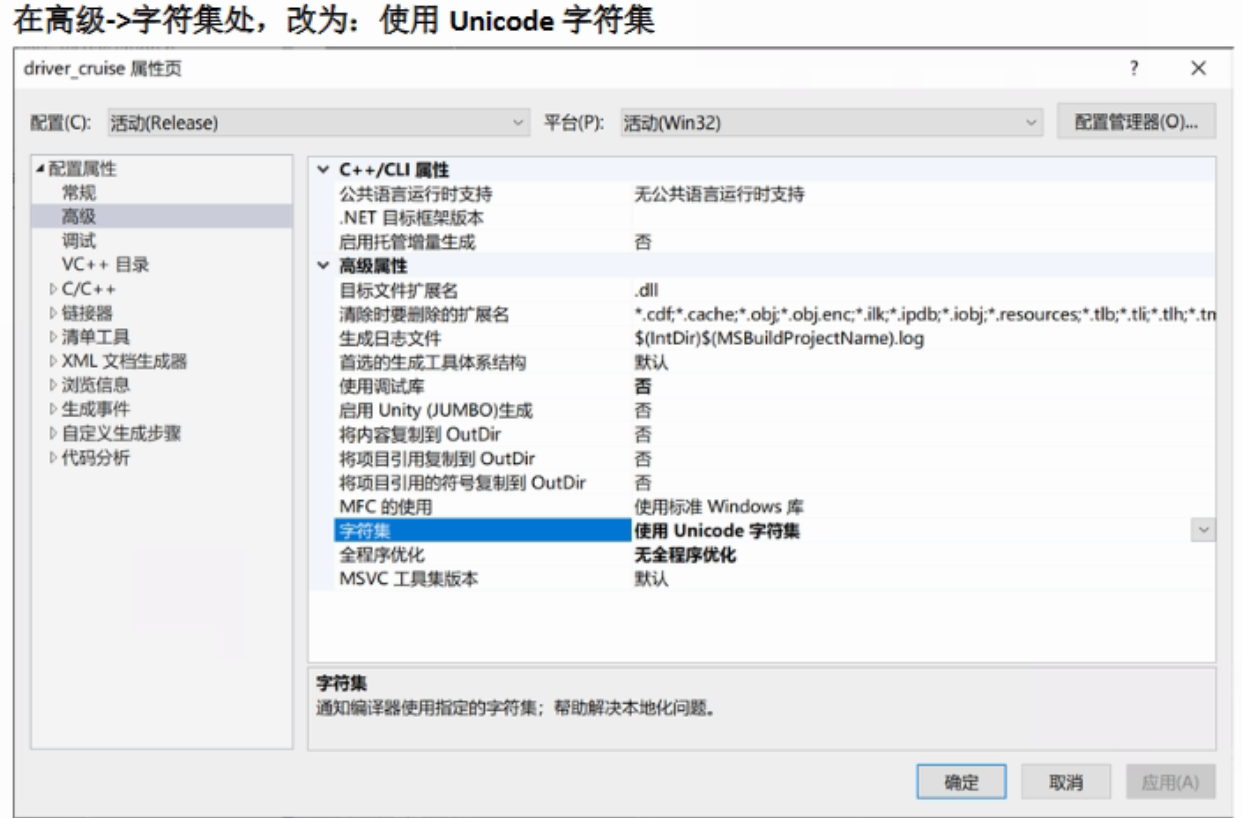 在高级->字符集处，改为：使用 Unicode 字符集
driver_cruise 属性页
配置(C): 活动(Release) 平台(P): 活动(Win32) 配置管理器(O)...
配置属性
常规
高级
调试
VC++ 目录
C/C++
链接器
清单工具
XML 文档生成器
浏览信息
生成事件
自定义生成步骤
代码分析
C++/CLI 属性
公共语言运行时支持 无公共语言运行时支持
.NET 目标框架版本
启用托管增量生成 否
高级属性
目标文件扩展名 .dll
清除时要删除的扩展名 *.cdf;*.cache;*.obj;*.obj.enc;*.ilk;*.ipdb;*.iobj;*.resources;*.tlb;*.tli;*.tlh;*.tn
生成日志文件 $(IntDir)$(MSBuildProjectName).log
首选的生成工具体系结构 默认
使用调试库 否
启用 Unity (JUMBO)生成 否
将内容复制到 OutDir 否
将项目引用复制到 OutDir 否
将项目引用的符号复制到 OutDir 否
MFC 的使用 使用标准 Windows 库
字符集 使用 Unicode 字符集
全程序优化 无全程序优化
MSVC 工具集版本 默认
字符集
通知编译器使用指定的字符集；帮助解决本地化问题。
确定 取消 应用(A)